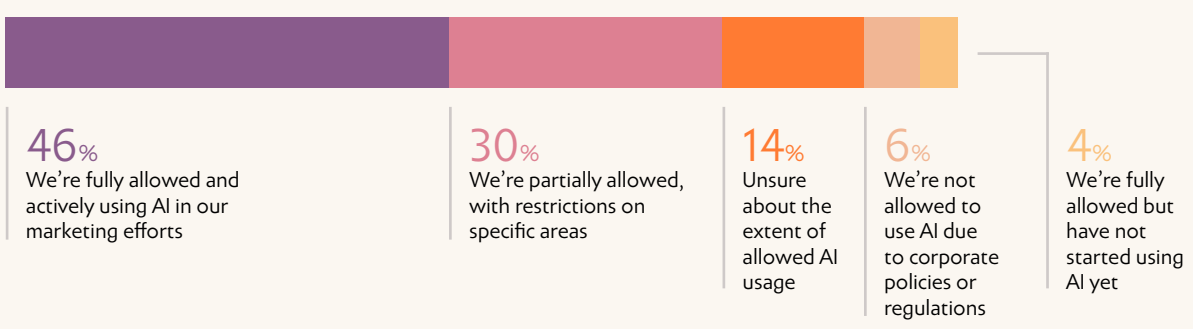 46%
We’re fully allowed and
actively using AI in our
marketing efforts
30%
We’re partially allowed,
with restrictions on
specific areas
14%
Unsure
about the
extent of
allowed AI
usage
6%
We’re not
allowed to
use AI due
to corporate
policies or
regulations
4%
We’re fully
allowed but
have not
started using
AI yet